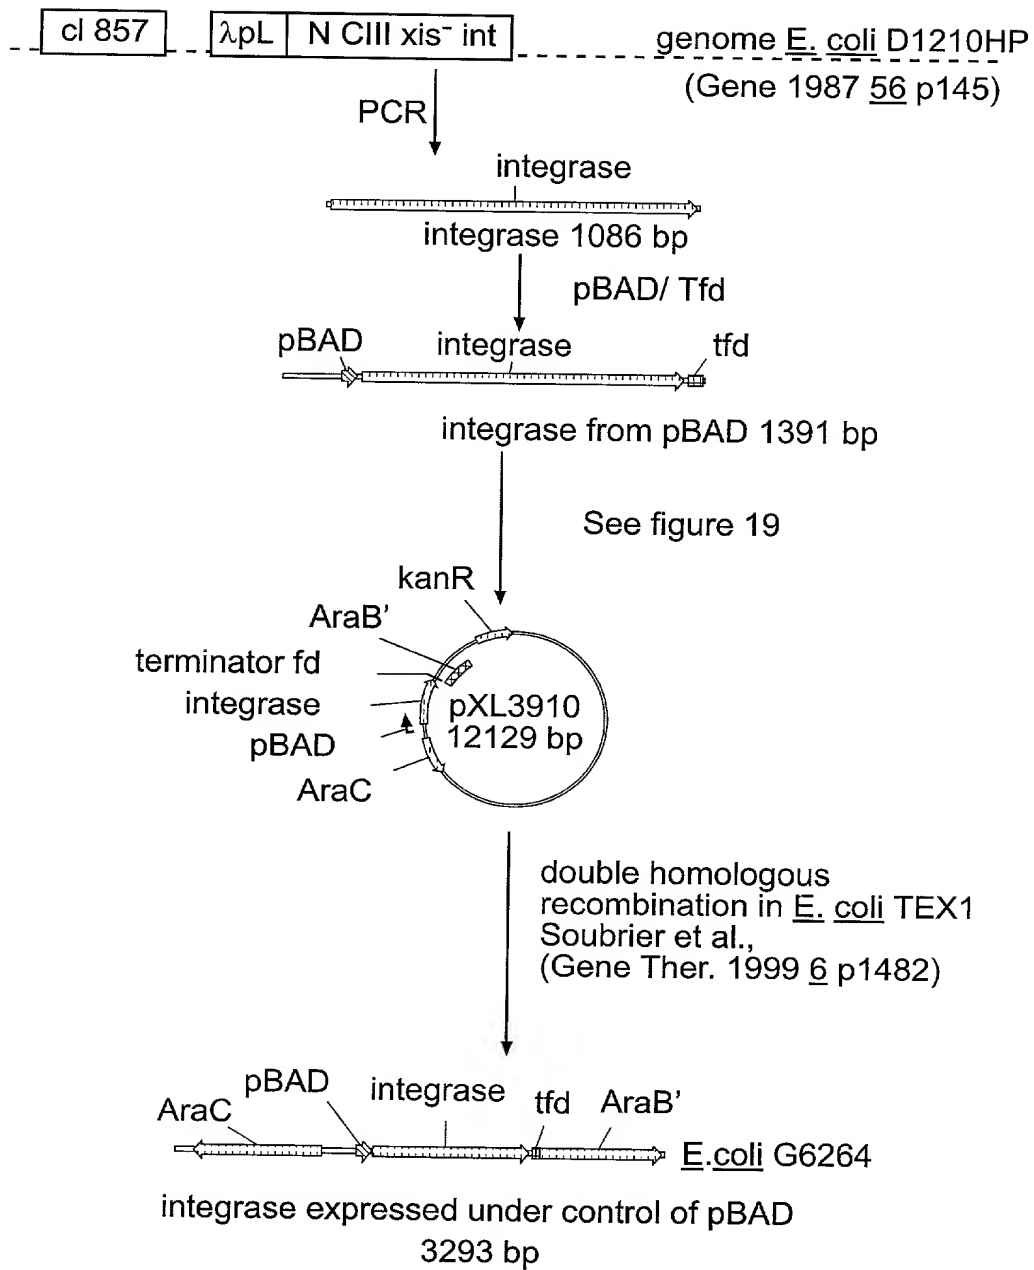 cI 857
λpL
N CIII xis⁻ int
genome E. coli D1210HP
(Gene 1987 56 p145)
PCR
integrase
integrase 1086 bp
pBAD/ Tfd
pBAD
integrase
tfd
integrase from pBAD 1391 bp
See figure 19
kanR
AraB’
terminator fd
integrase
pBAD
AraC
pXL3910
12129 bp
double homologous
recombination in E. coli TEX1
Soubrier et al.,
(Gene Ther. 1999 6 p1482)
AraC
pBAD
integrase
tfd
AraB’
E.coli G6264
integrase expressed under control of pBAD
3293 bp